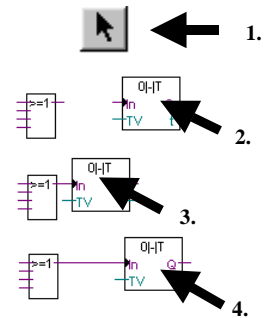 1.
0|-|T
>=1 In
TV t
2.
0|-|T
>=1 In
TV
3.
0|-|T
>=1 In Q
TV
4.